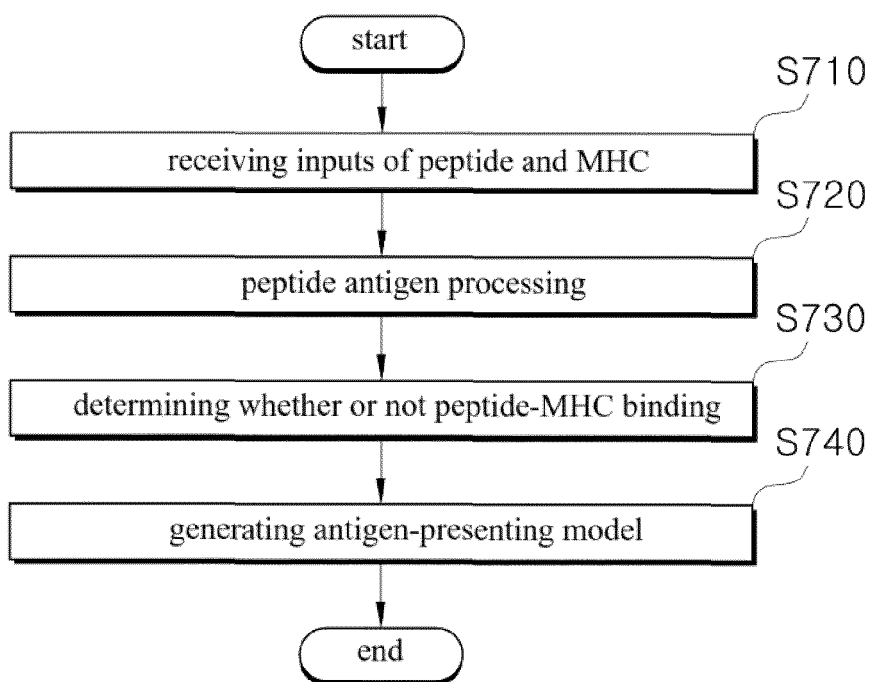 start
S710
receiving inputs of peptide and MHC
S720
peptide antigen processing
S730
determining whether or not peptide-MHC binding
S740
generating antigen-presenting model
end